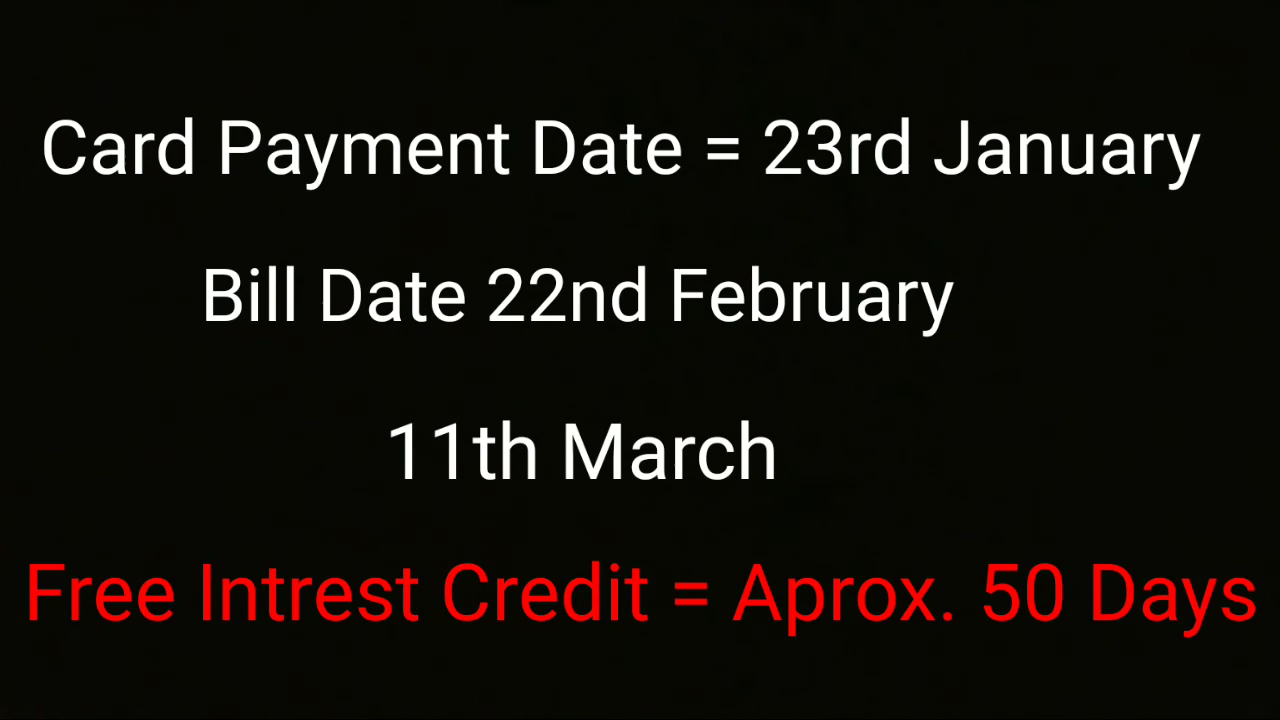 Card Payment Date = 23rd January
Bill Date 22nd February
11th March
Free Intrest Credit = Aprox. 50 Days